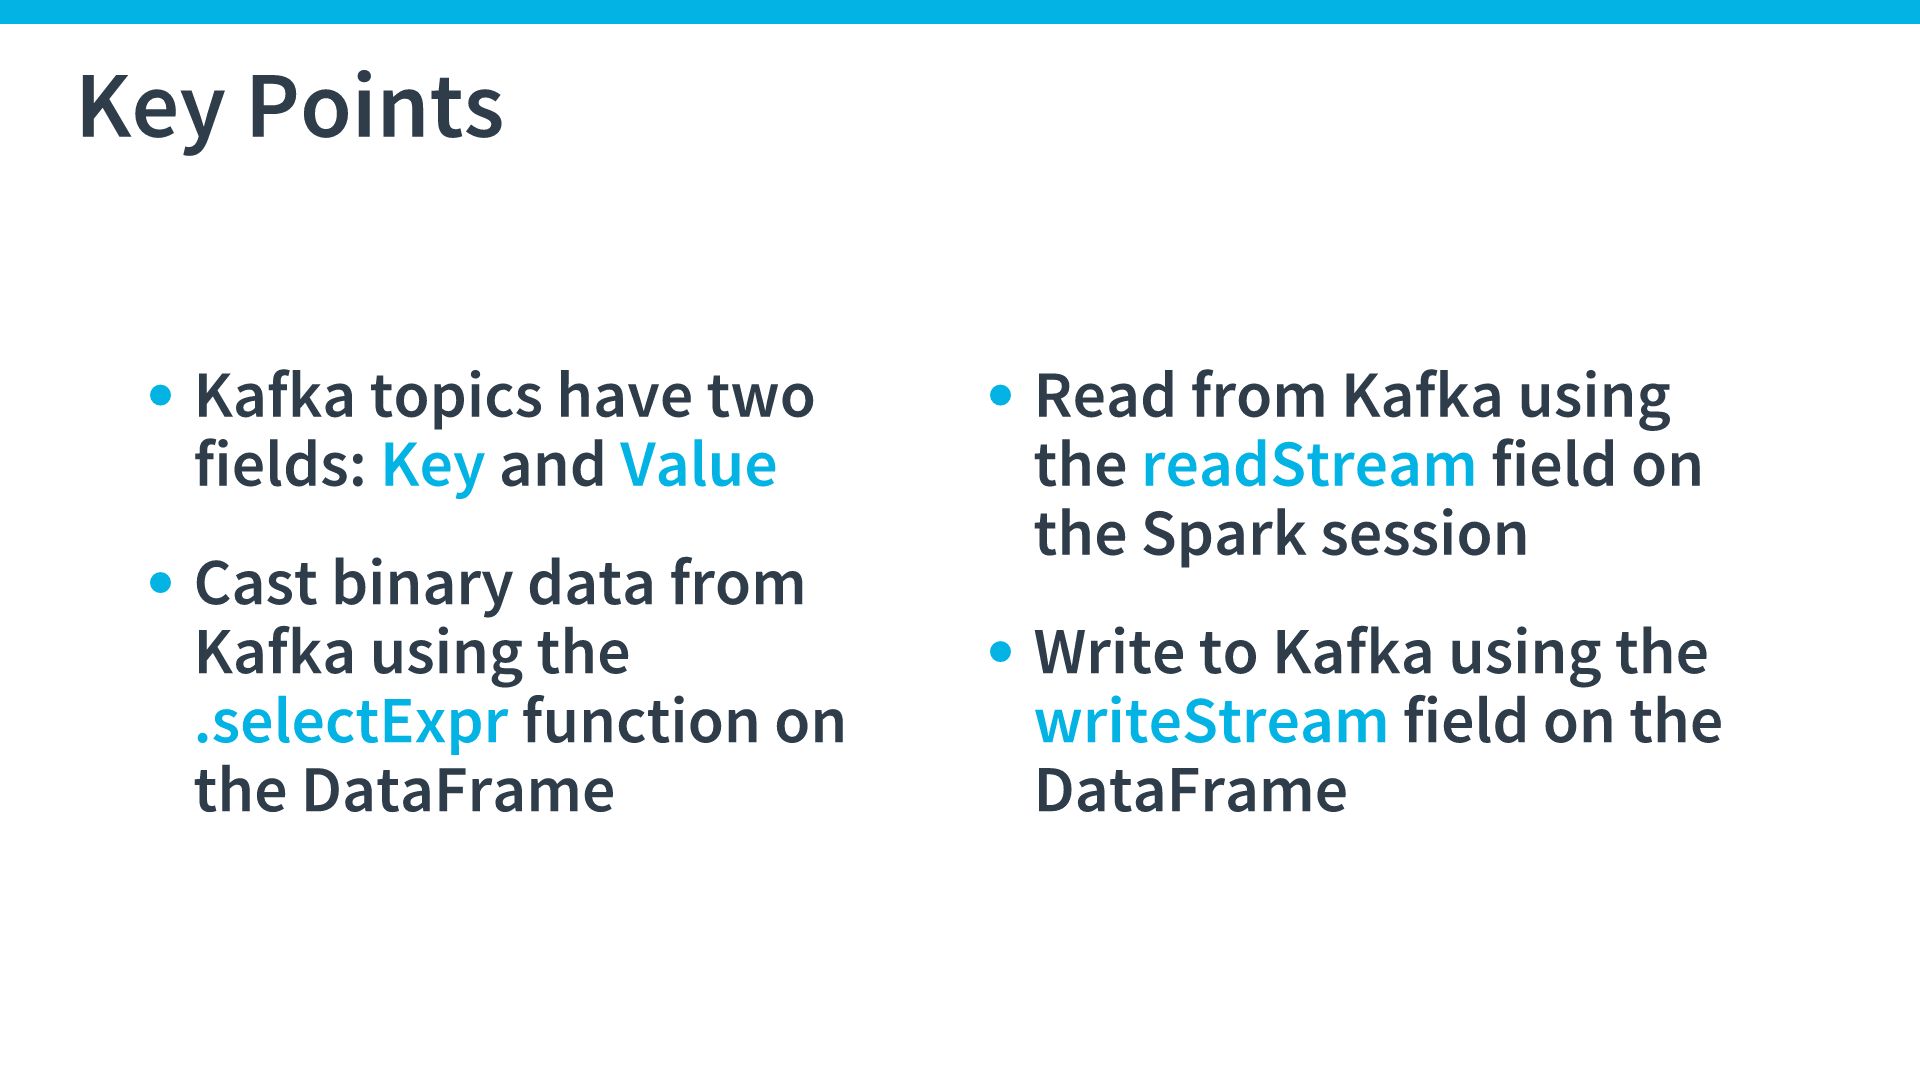 Key Points
• Kafka topics have two
fields: Key and Value
• Cast binary data from
Kafka using the
.selectExpr function on
the DataFrame
• Read from Kafka using
the readStream field on
the Spark session
• Write to Kafka using the
writeStream field on the
DataFrame